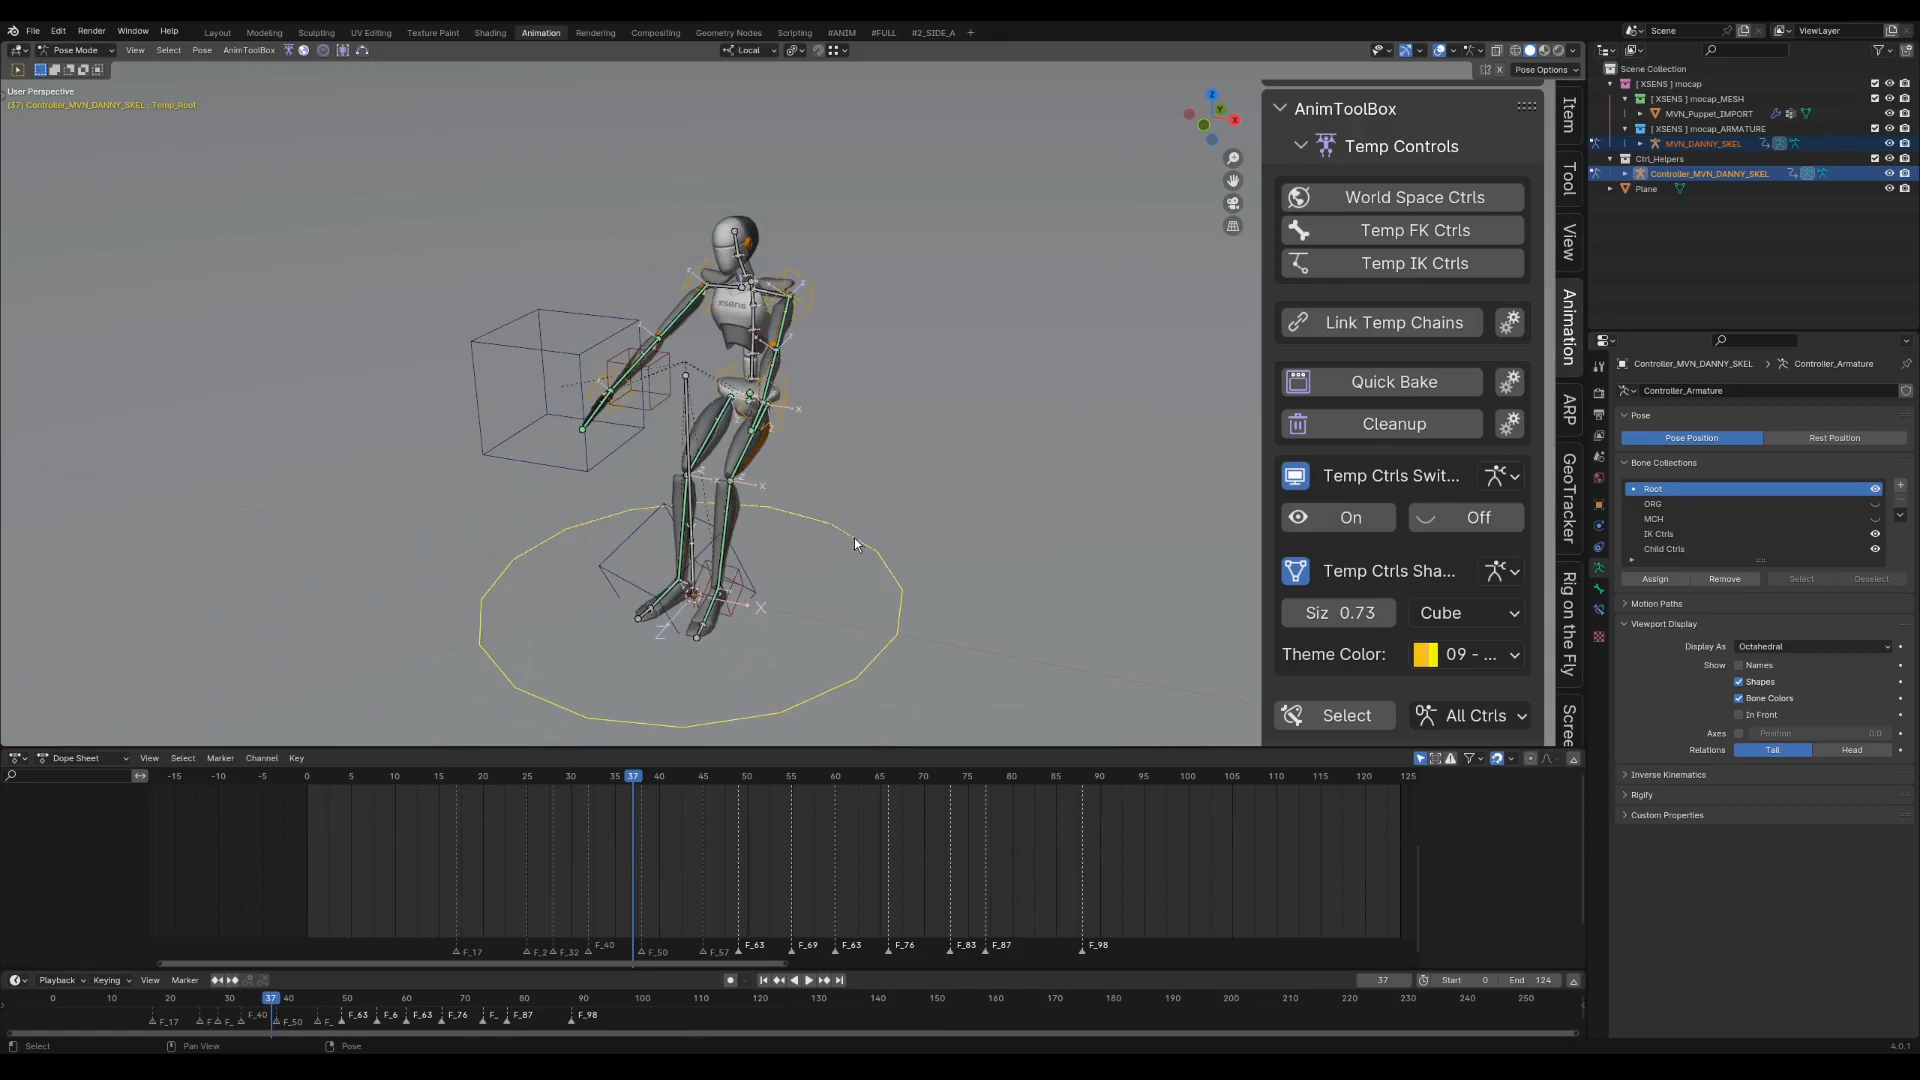 File Edit Render Window Help Layout Modeling Sculpting UV Editing Texture Paint Shading Animation Rendering Compositing Geometry Nodes Scripting #ANIM #FULL #2_SIDE_A + Scene ViewLayer
Pose Mode View Select Pose AnimToolBox Local
X Pose Options
User Perspective
(37) Controller_MVN_DANNY_SKEL : Temp_Root
AnimToolBox
Temp Controls
World Space Ctrls
Temp FK Ctrls
Temp IK Ctrls
Link Temp Chains
Quick Bake
Cleanup
Temp Ctrls Swit...
On Off
Temp Ctrls Sha...
Siz 0.73 Cube
Theme Color: 09 - ...
Select All Ctrls
Item
Tool
View
Animation
ARP
GeoTracker
Rig on the Fly
Scree
Scene Collection
[ XSENS ] mocap
[ XSENS ] mocap_MESH
MVN_Puppet_IMPORT
[ XSENS ] mocap_ARMATURE
MVN_DANNY_SKEL
Ctrl_Helpers
Controller_MVN_DANNY_SKEL
Plane
Controller_MVN_DANNY_SKEL > Controller_Armature
Controller_Armature
Pose
Pose Position Rest Position
Bone Collections
Root
ORG
MCH
IK Ctrls
Child Ctrls
Assign Remove Select Deselect
Motion Paths
Viewport Display
Display As Octahedral
Show Names
Shapes
Bone Colors
In Front
Axes Position 0.0
Relations Tail Head
Inverse Kinematics
Rigify
Custom Properties
xsens
Z Y X
X
Z
Dope Sheet View Select Marker Channel Key
-15 -10 -5 0 5 10 15 20 25 30 35 37 40 45 50 55 60 65 70 75 80 85 90 95 100 105 110 115 120 125
F_17 F_2 F_32 F_40 F_50 F_57 F_63 F_69 F_63 F_76 F_83 F_87 F_98
Playback Keying View Marker 37 Start 0 End 124
0 10 20 30 37 40 50 60 70 80 90 100 110 120 130 140 150 160 170 180 190 200 210 220 230 240 250
F_17 F F_ F_40 F_50 F_ F_63 F_6 F_63 F_76 F_ F_87 F_98
Select Pan View Pose 4.0.1